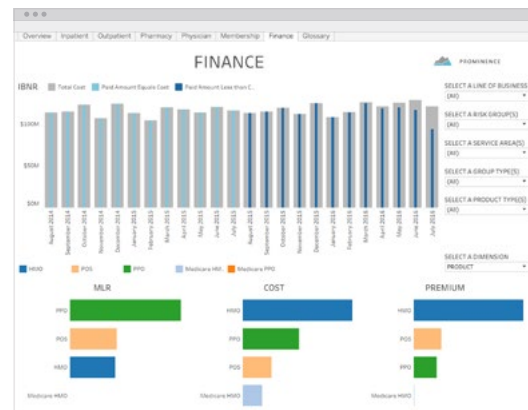 Overview Inpatient Outpatient Pharmacy Physician Membership Finance Glossary
FINANCE
PROMINENCE
IBNR Total Cost Paid Amount Equals Cost Paid Amount Less than C..
$100M
$50M
$0M
August 2014
September 2014
October 2014
November 2014
December 2014
January 2015
February 2015
March 2015
April 2015
May 2015
June 2015
July 2015
August 2015
September 2015
October 2015
November 2015
December 2015
January 2016
February 2016
March 2016
April 2016
May 2016
June 2016
July 2016
SELECT A LINE OF BUSINESS
(All)
SELECT A RISK GROUP(S)
(All)
SELECT A SERVICE AREA(S)
(All)
SELECT A GROUP TYPE(S)
(All)
SELECT A PRODUCT TYPE(S)
(All)
SELECT A DIMENSION
PRODUCT
HMO POS PPO Medicare HM.. Medicare PPO
MLR
PPO
POS
HMO
Medicare HMO
COST
HMO
PPO
POS
Medicare HMO
PREMIUM
HMO
POS
PPO
Medicare HMO